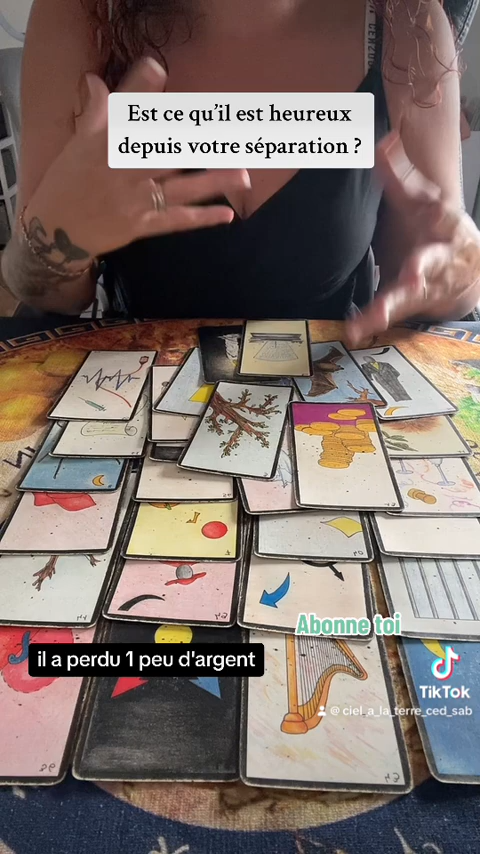 Est ce qu'il est heureux
depuis votre séparation ?
Abonne toi
il a perdu 1 peu d'argent
TikTok
@ ciel_a_la_terre_ced_sab